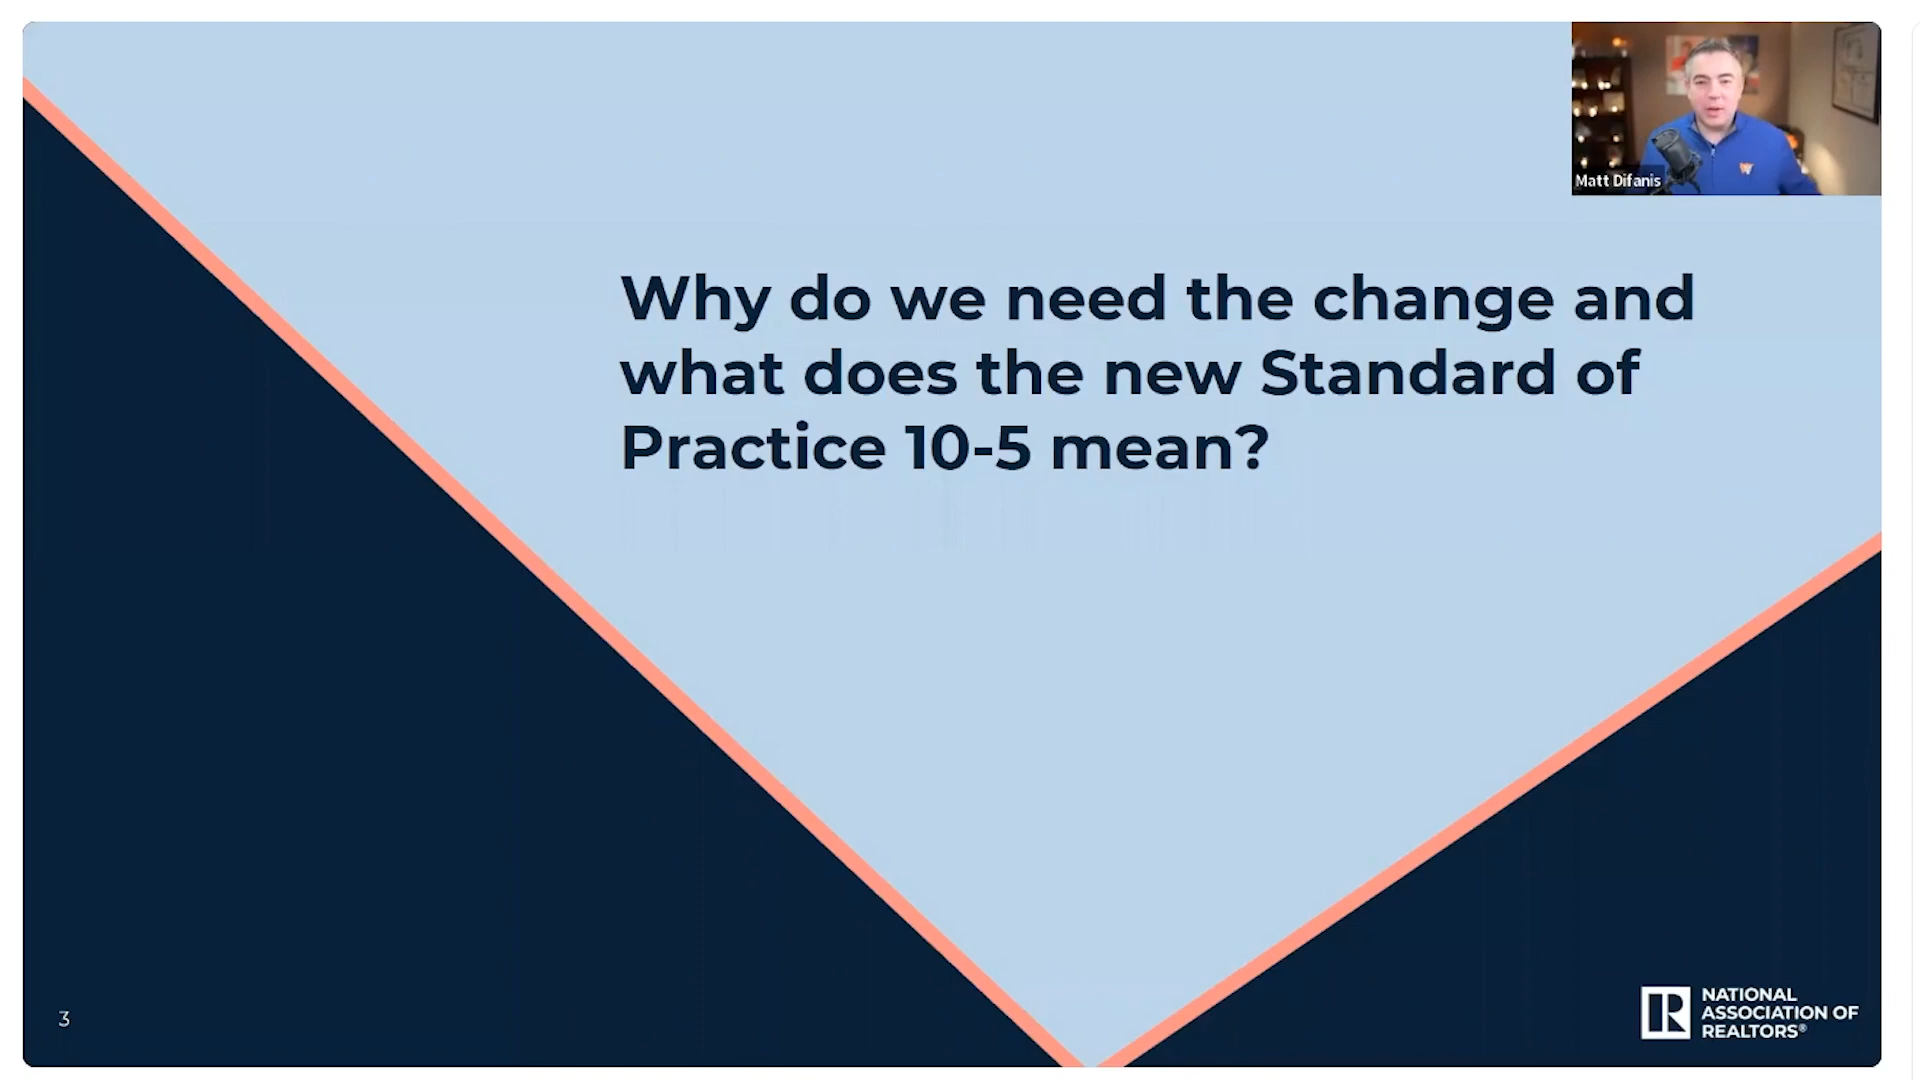 Matt Difanis
Why do we need the change and
what does the new Standard of
Practice 10-5 mean?
3
NATIONAL
ASSOCIATION OF
REALTORS®